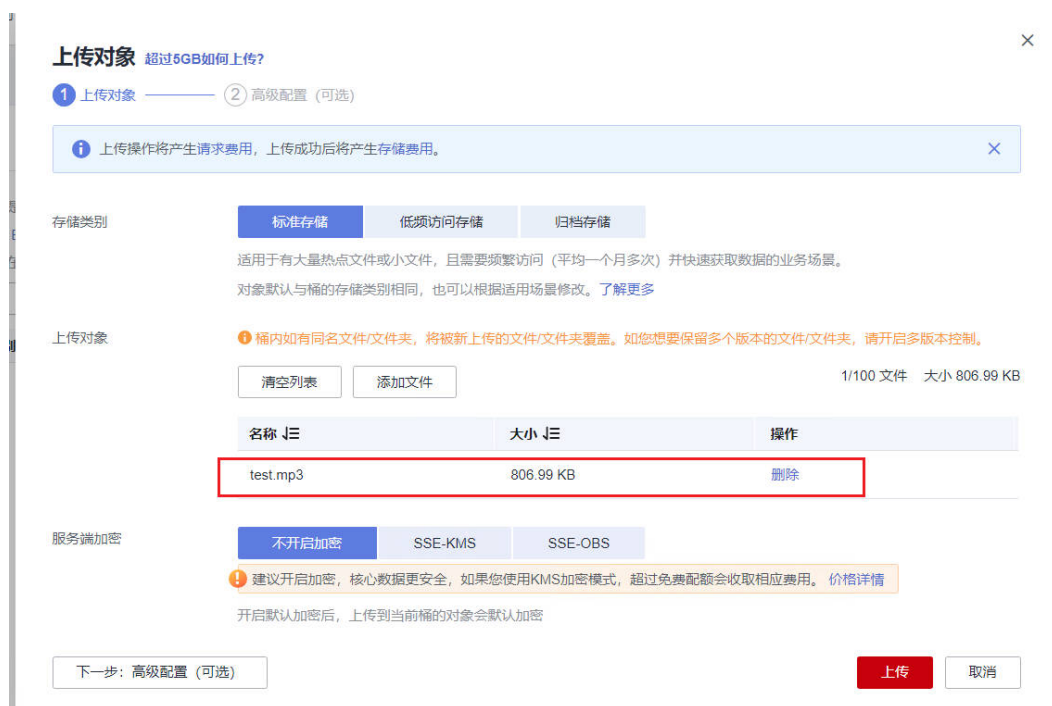 上传对象 超过5GB如何上传?
1 上传对象 2 高级配置 (可选)
上传操作将产生请求费用，上传成功后将产生存储费用。
存储类别 标准存储 低频访问存储 归档存储
适用于有大量热点文件或小文件，且需要频繁访问（平均一个月多次）并快速获取数据的业务场景。
对象默认与桶的存储类别相同，也可以根据适用场景修改。了解更多
上传对象 桶内如有同名文件/文件夹，将被新上传的文件/文件夹覆盖。如您想要保留多个版本的文件/文件夹，请开启多版本控制。
清空列表 添加文件 1/100 文件 大小 806.99 KB
名称 大小 操作
test.mp3 806.99 KB 删除
服务端加密 不开启加密 SSE-KMS SSE-OBS
建议开启加密，核心数据更安全，如果您使用KMS加密模式，超过免费配额会收取相应费用。 价格详情
开启默认加密后，上传到当前桶的对象会默认加密
下一步：高级配置（可选） 上传 取消